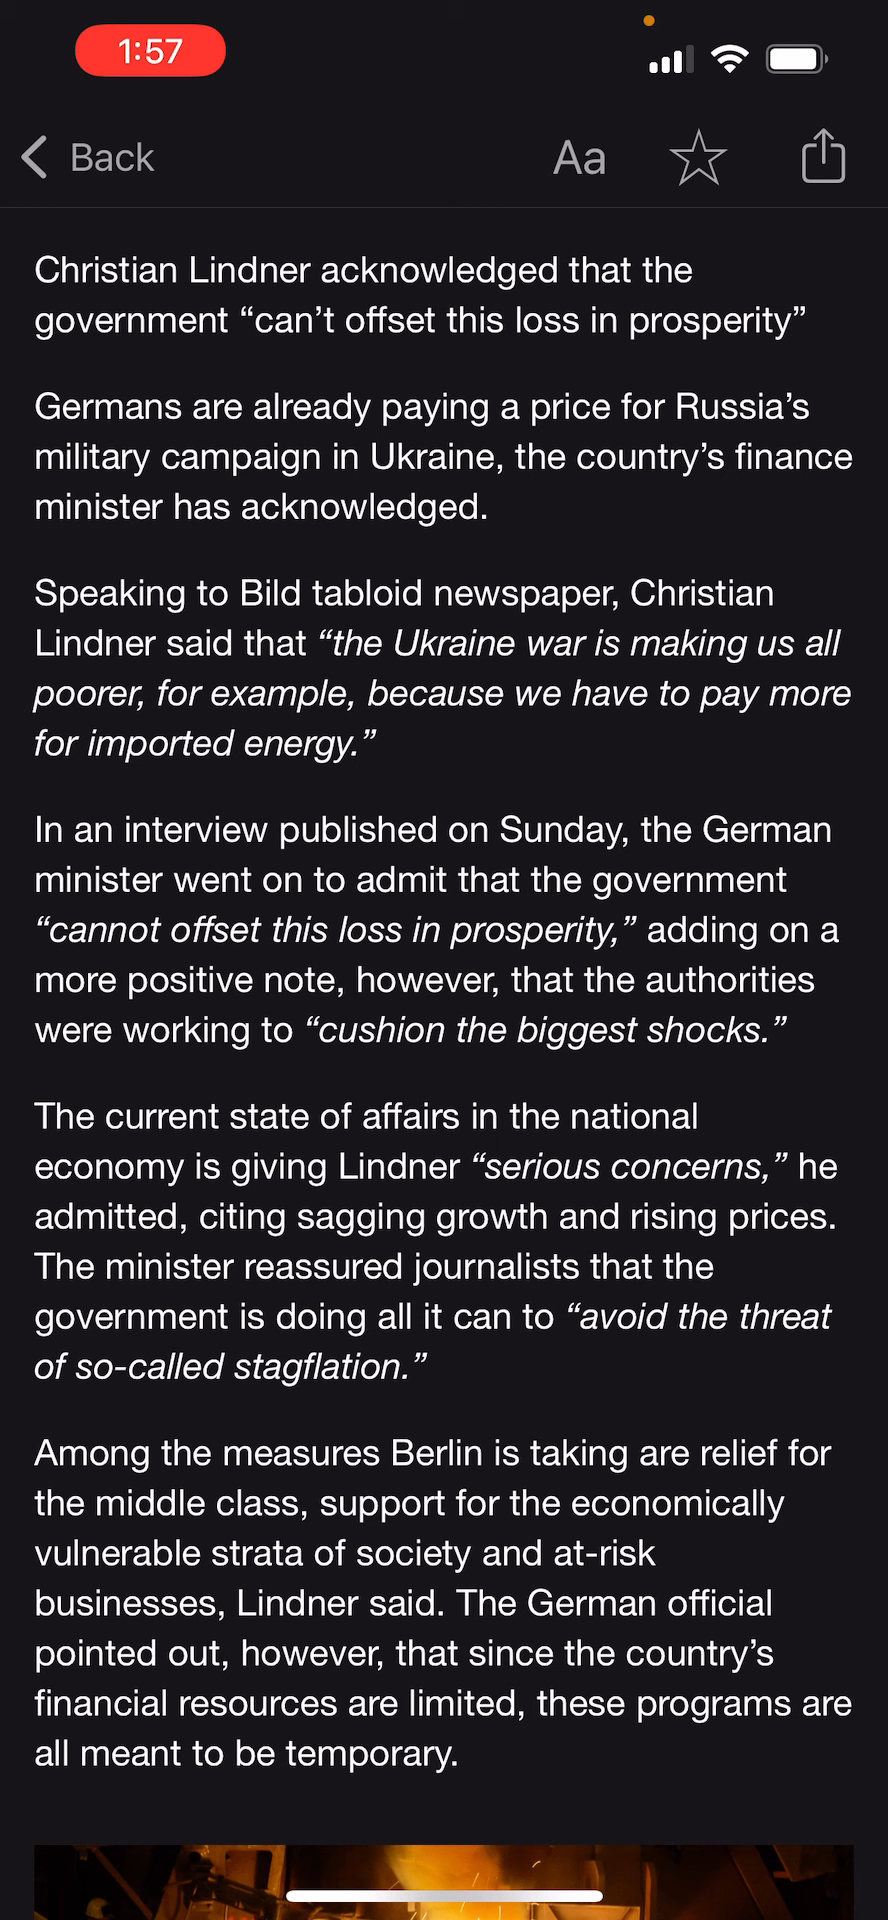 1:57
Back
Aa
Christian Lindner acknowledged that the
government “can’t offset this loss in prosperity”
Germans are already paying a price for Russia’s
military campaign in Ukraine, the country’s finance
minister has acknowledged.
Speaking to Bild tabloid newspaper, Christian
Lindner said that “the Ukraine war is making us all
poorer, for example, because we have to pay more
for imported energy.”
In an interview published on Sunday, the German
minister went on to admit that the government
“cannot offset this loss in prosperity,” adding on a
more positive note, however, that the authorities
were working to “cushion the biggest shocks.”
The current state of affairs in the national
economy is giving Lindner “serious concerns,” he
admitted, citing sagging growth and rising prices.
The minister reassured journalists that the
government is doing all it can to “avoid the threat
of so-called stagflation.”
Among the measures Berlin is taking are relief for
the middle class, support for the economically
vulnerable strata of society and at-risk
businesses, Lindner said. The German official
pointed out, however, that since the country’s
financial resources are limited, these programs are
all meant to be temporary.